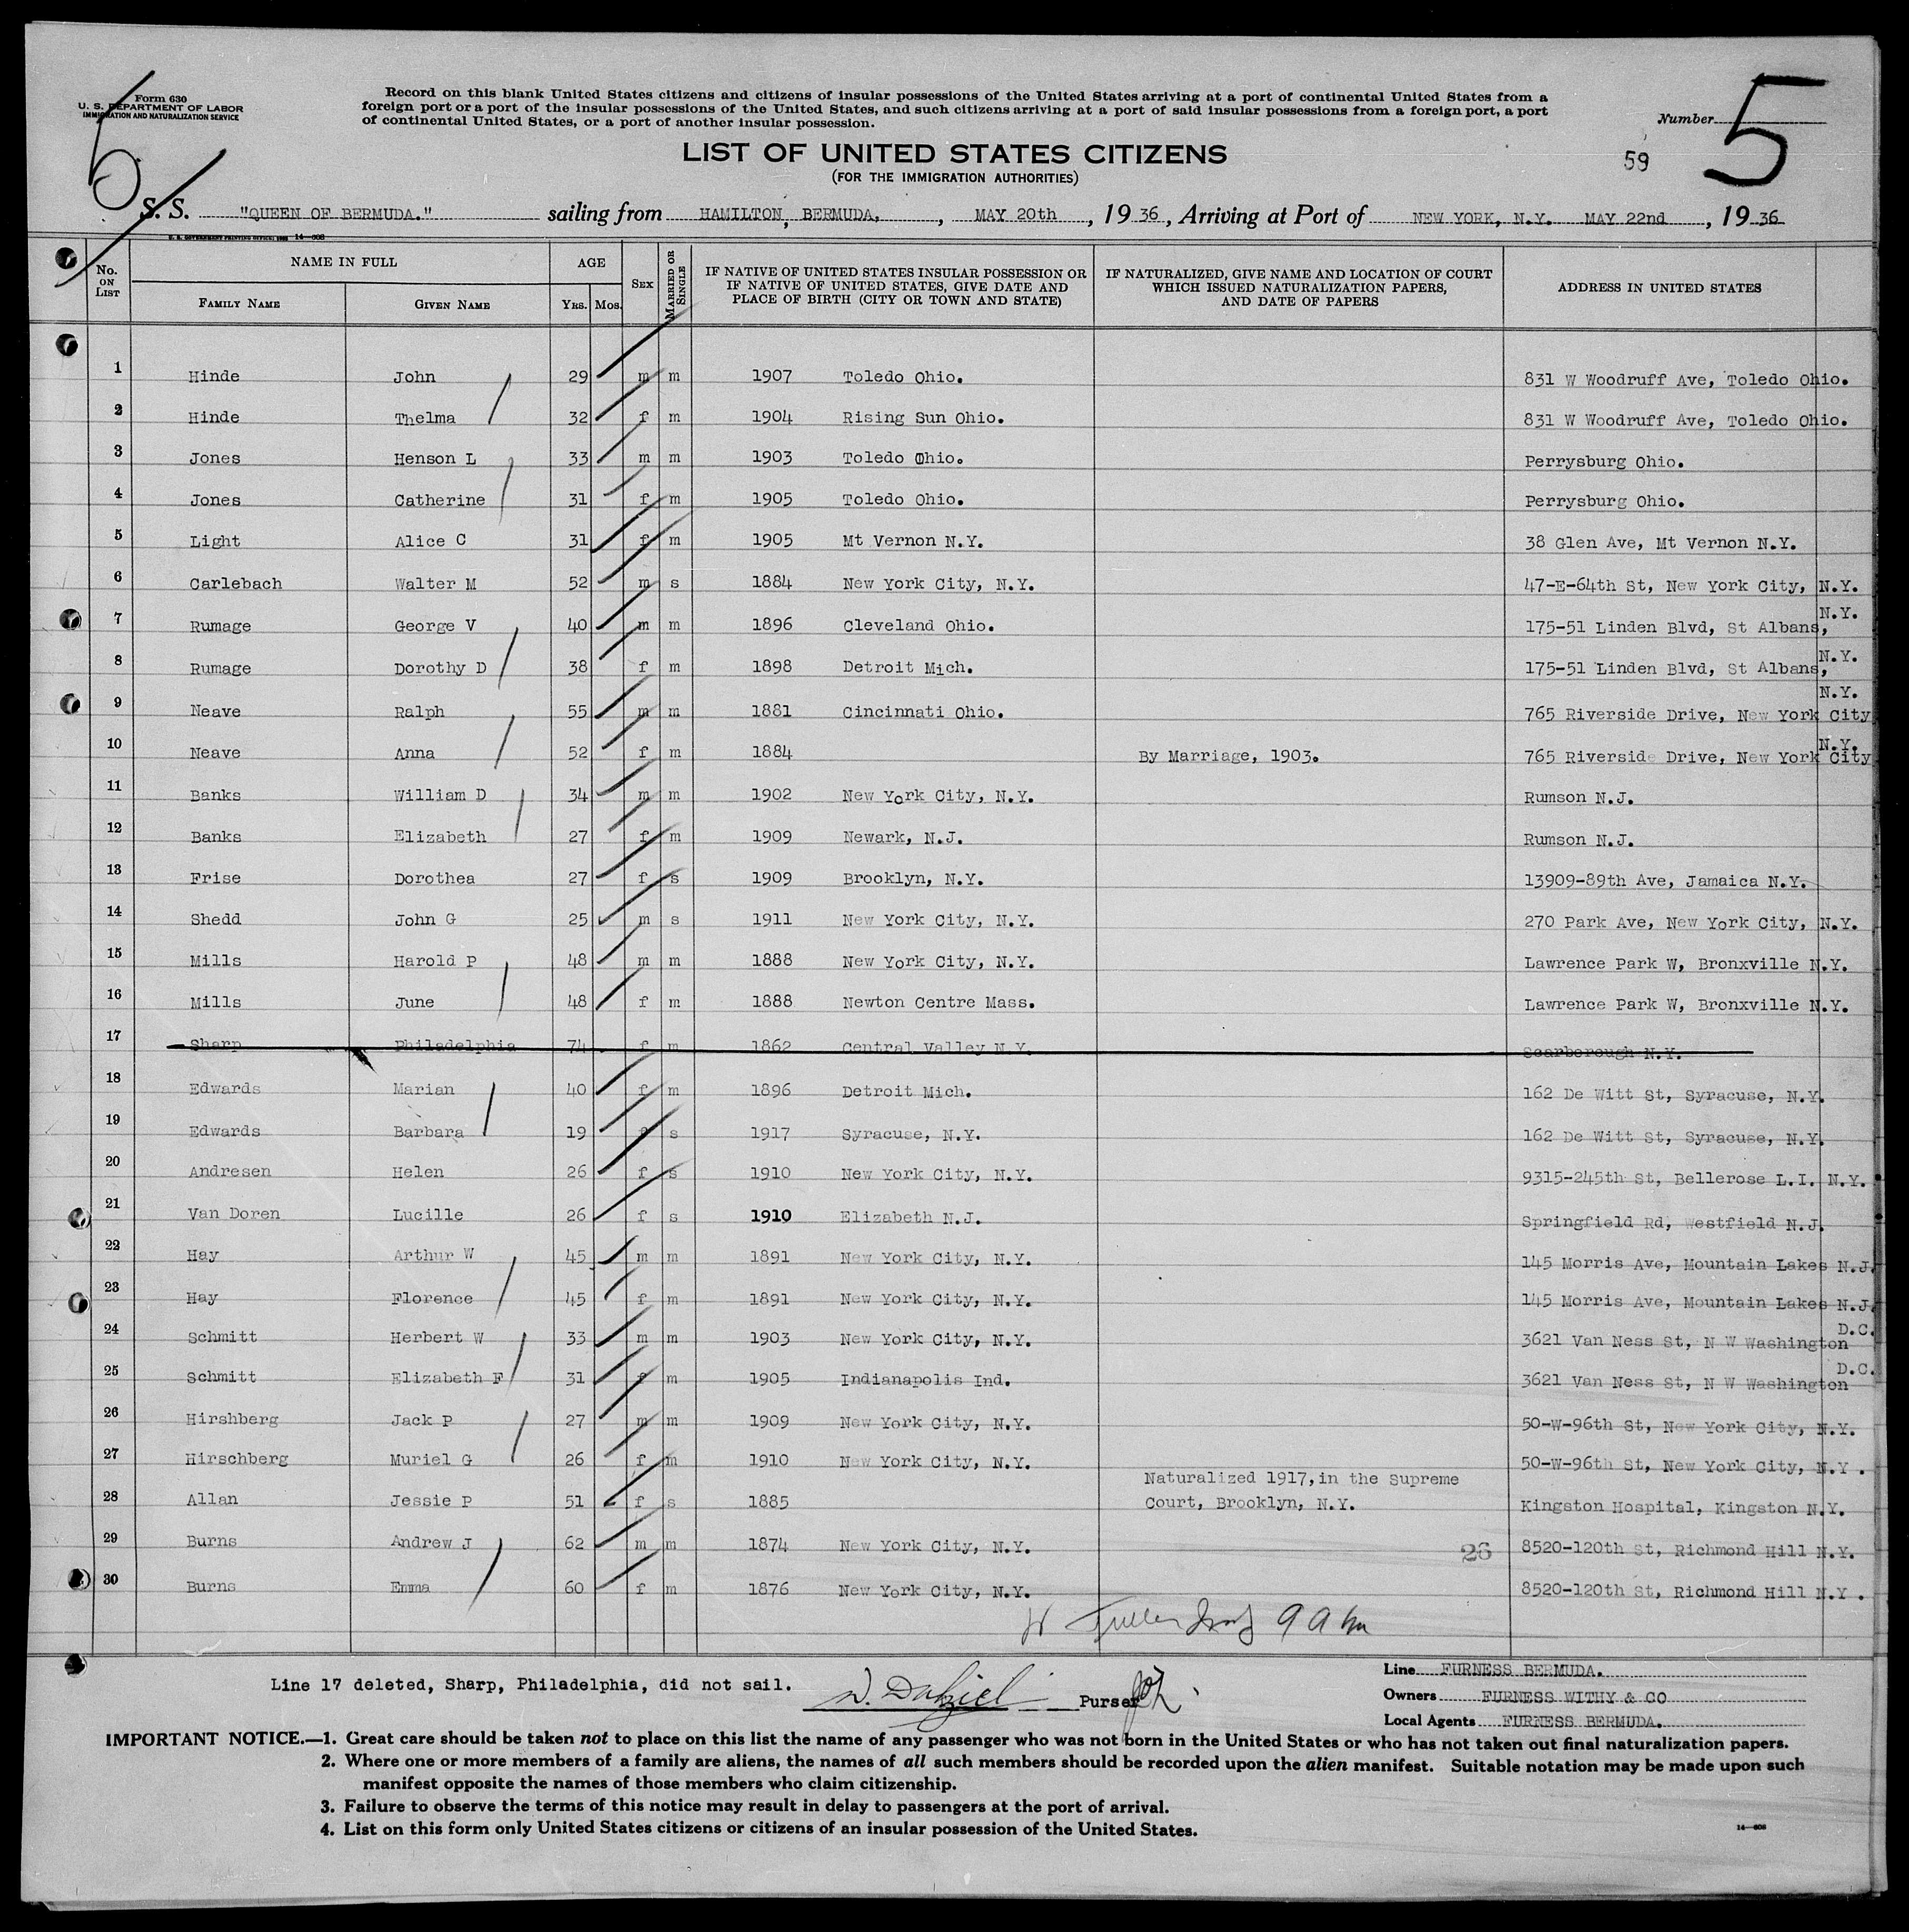 Form 630
U. S. DEPARTMENT OF LABOR
IMMIGRATION AND NATURALIZATION SERVICE
Record on this blank United States citizens and citizens of insular possessions of the United States arriving at a port of continental United States from a
foreign port or a port of the insular possessions of the United States, and such citizens arriving at a port of said insular possessions from a foreign port, a port
of continental United States, or a port of another insular possession.
Number 5
LIST OF UNITED STATES CITIZENS
(FOR THE IMMIGRATION AUTHORITIES)
59
S. S. "QUEEN OF BERMUDA." sailing from HAMILTON, BERMUDA, , MAY 20th , 19 36 , Arriving at Port of NEW YORK, N.Y. MAY 22nd , 19 36
U. S. GOVERNMENT PRINTING OFFICE: 14—608
No. ON LIST NAME IN FULL FAMILY NAME GIVEN NAME AGE YRS. MOS. SEX MARRIED OR SINGLE IF NATIVE OF UNITED STATES INSULAR POSSESSION OR IF NATIVE OF UNITED STATES, GIVE DATE AND PLACE OF BIRTH (CITY OR TOWN AND STATE) IF NATURALIZED, GIVE NAME AND LOCATION OF COURT WHICH ISSUED NATURALIZATION PAPERS, AND DATE OF PAPERS ADDRESS IN UNITED STATES
1 Hinde John 29 m m 1907 Toledo Ohio. 831 W Woodruff Ave, Toledo Ohio.
2 Hinde Thelma 32 f m 1904 Rising Sun Ohio. 831 W Woodruff Ave, Toledo Ohio.
3 Jones Henson L 33 m m 1903 Toledo Ohio. Perrysburg Ohio.
4 Jones Catherine 31 f m 1905 Toledo Ohio. Perrysburg Ohio.
5 Light Alice C 31 f m 1905 Mt Vernon N.Y. 38 Glen Ave, Mt Vernon N.Y.
6 Carlebach Walter M 52 m s 1884 New York City, N.Y. 47-E-64th St, New York City, N.Y.
7 Rumage George V 40 m m 1896 Cleveland Ohio. 175-51 Linden Blvd, St Albans, N.Y.
8 Rumage Dorothy D 38 f m 1898 Detroit Mich. 175-51 Linden Blvd, St Albans, N.Y.
9 Neave Ralph 55 m m 1881 Cincinnati Ohio. 765 Riverside Drive, New York City N.Y.
10 Neave Anna 52 f m 1884 By Marriage, 1903. 765 Riverside Drive, New York City N.Y.
11 Banks William D 34 m m 1902 New York City, N.Y. Rumson N.J.
12 Banks Elizabeth 27 f m 1909 Newark, N.J. Rumson N.J.
13 Frise Dorothea 27 f s 1909 Brooklyn, N.Y. 13909-89th Ave, Jamaica N.Y.
14 Shedd John G 25 m s 1911 New York City, N.Y. 270 Park Ave, New York City, N.Y.
15 Mills Harold P 48 m m 1888 New York City, N.Y. Lawrence Park W, Bronxville N.Y.
16 Mills June 48 f m 1888 Newton Centre Mass. Lawrence Park W, Bronxville N.Y.
17 Sharp Philadelphia 74 f m 1862 Central Valley N.Y. Scarborough N.Y.
18 Edwards Marian 40 f m 1896 Detroit Mich. 162 De Witt St, Syracuse, N.Y.
19 Edwards Barbara 19 s 1917 Syracuse, N.Y. 162 De Witt St, Syracuse, N.Y.
20 Andresen Helen 26 f s 1910 New York City, N.Y. 9315-245th St, Bellerose L.I. N.Y.
21 Van Doren Lucille 26 f s 1910 Elizabeth N.J. Springfield Rd, Westfield N.J.
22 Hay Arthur W 45 m m 1891 New York City, N.Y. 145 Morris Ave, Mountain Lakes N.J.
23 Hay Florence 45 f m 1891 New York City, N.Y. 145 Morris Ave, Mountain Lakes N.J.
24 Schmitt Herbert W 33 m m 1903 New York City, N.Y. 3621 Van Ness St, N W Washington D.C.
25 Schmitt Elizabeth F 31 f m 1905 Indianapolis Ind. 3621 Van Ness St, N W Washington D.C.
26 Hirshberg Jack P 27 m m 1909 New York City, N.Y. 50-W-96th St, New York City, N.Y.
27 Hirschberg Muriel G 26 f m 1910 New York City, N.Y. 50-W-96th St, New York City, N.Y.
28 Allan Jessie P 51 f s 1885 Naturalized 1917, in the Supreme Court, Brooklyn, N.Y. Kingston Hospital, Kingston N.Y.
29 Burns Andrew J 62 m m 1874 New York City, N.Y. 8520-120th St, Richmond Hill N.Y.
26
30 Burns Emma 60 f m 1876 New York City, N.Y. 8520-120th St, Richmond Hill N.Y.
9 a m
Line 17 deleted, Sharp, Philadelphia, did not sail. Purser
Line FURNESS BERMUDA.
Owners FURNESS WITHY & CO
Local Agents FURNESS BERMUDA.
IMPORTANT NOTICE.—1. Great care should be taken not to place on this list the name of any passenger who was not born in the United States or who has not taken out final naturalization papers.
2. Where one or more members of a family are aliens, the names of all such members should be recorded upon the alien manifest. Suitable notation may be made upon such
manifest opposite the names of those members who claim citizenship.
3. Failure to observe the terms of this notice may result in delay to passengers at the port of arrival.
4. List on this form only United States citizens or citizens of an insular possession of the United States.
14—608